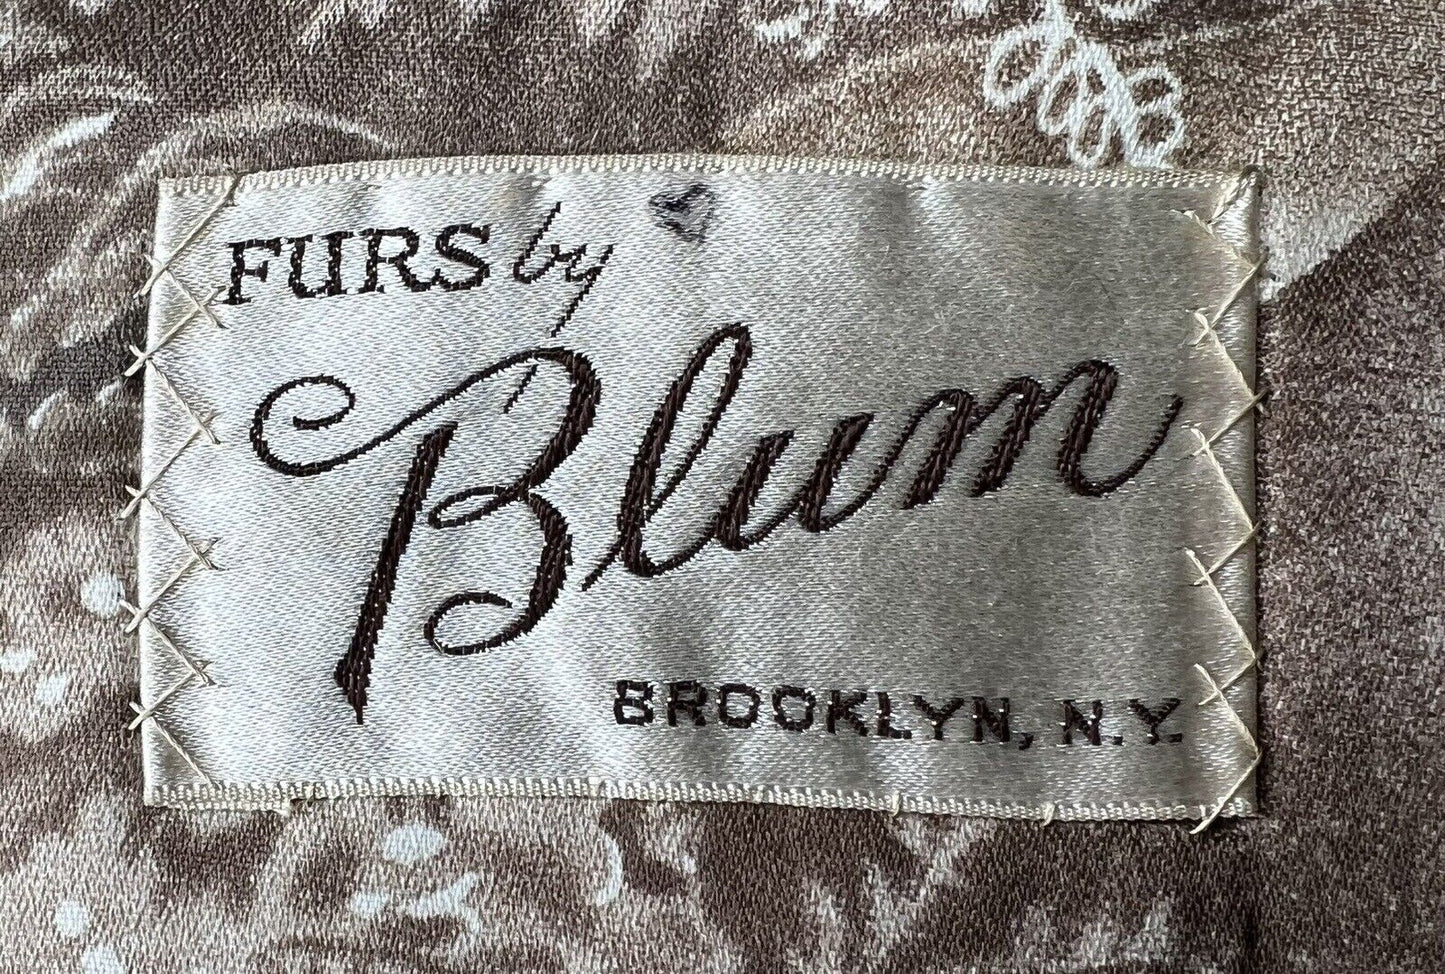 FURS by
Blum
BROOKLYN, N.Y.